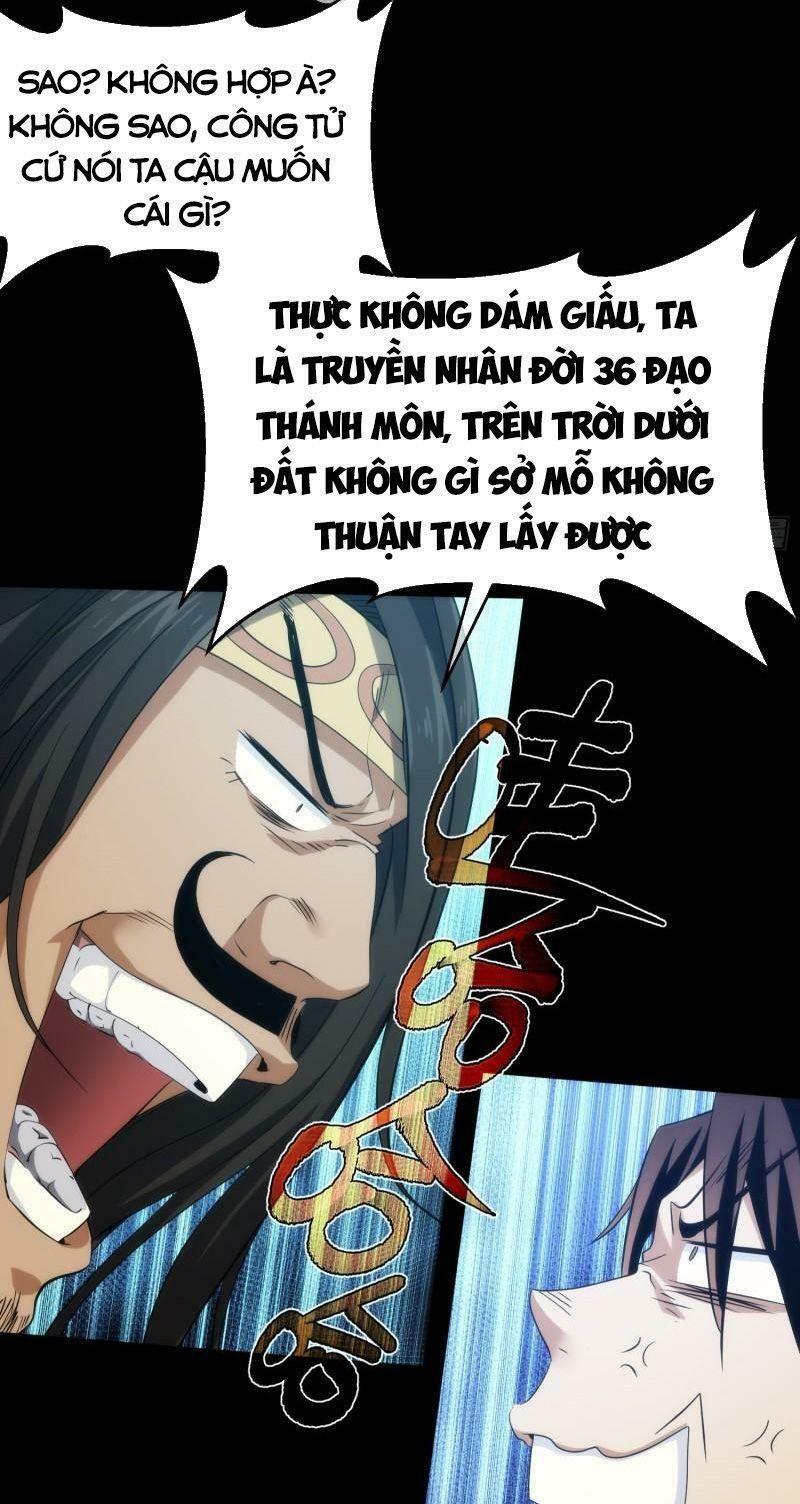 SAO? KHÔNG HỢP À?
KHÔNG SAO, CÔNG TỬ
CỨ NÓI TA CẬU MUỐN
CÁI GÌ?
THỰC KHÔNG DÁM GIẤU, TA
LÀ TRUYỀN NHÂN ĐỜI 36 ĐẠO
THÁNH MÔN, TRÊN TRỜI DƯỚI
ĐẤT KHÔNG GÌ SỞ MỖ KHÔNG
THUẬN TAY LẤY ĐƯỢC